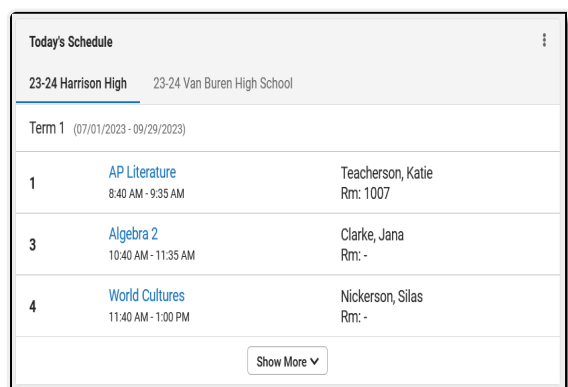 Today's Schedule
23-24 Harrison High 23-24 Van Buren High School
Term 1 (07/01/2023 - 09/29/2023)
1 AP Literature Teacherson, Katie
8:40 AM - 9:35 AM Rm: 1007
3 Algebra 2 Clarke, Jana
10:40 AM - 11:35 AM Rm: -
4 World Cultures Nickerson, Silas
11:40 AM - 1:00 PM Rm: -
Show More